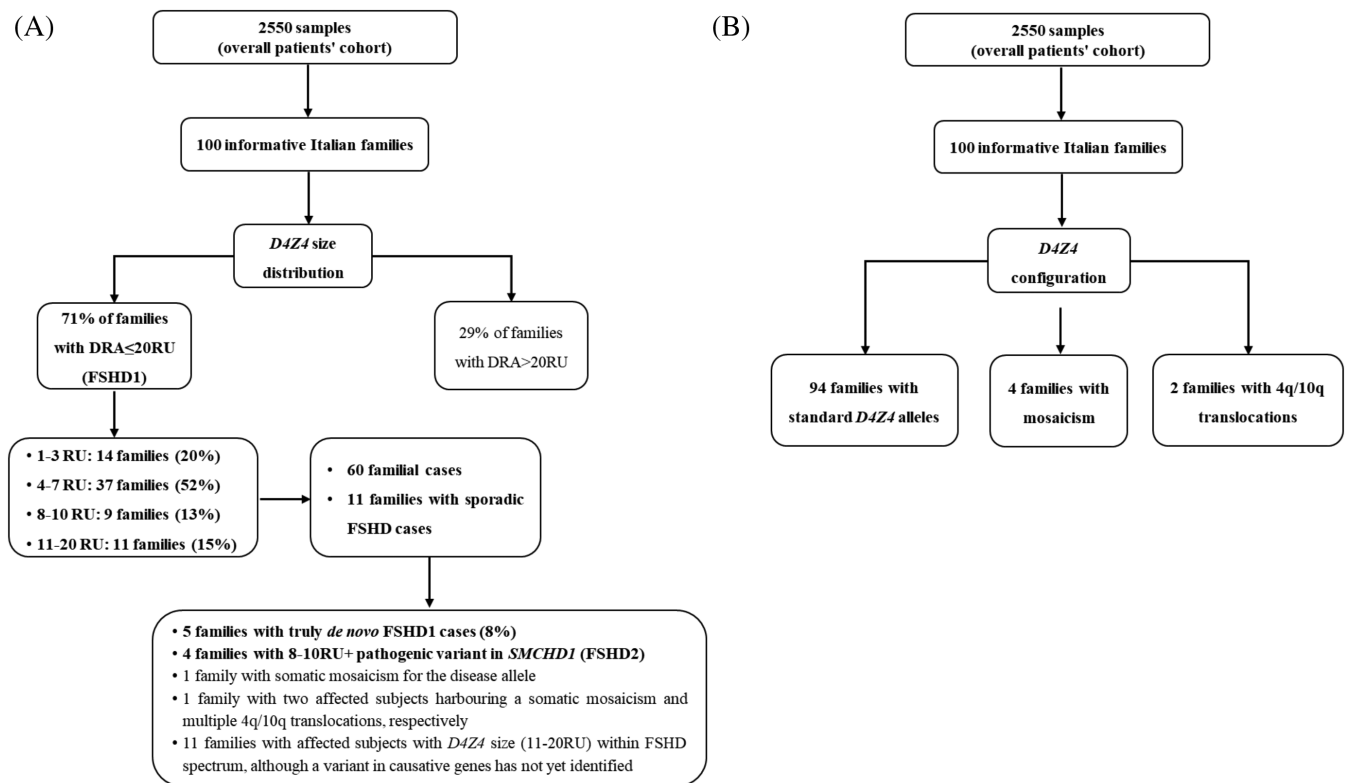 (A)
2550 samples
(overall patients' cohort)
100 informative Italian families
D4Z4 size
distribution
71% of families
with DRA≤20RU
(FSHD1)
29% of families
with DRA>20RU
• 1-3 RU: 14 families (20%)
• 4-7 RU: 37 families (52%)
• 8-10 RU: 9 families (13%)
• 11-20 RU: 11 families (15%)
• 60 familial cases
• 11 families with sporadic
FSHD cases
• 5 families with truly de novo FSHD1 cases (8%)
• 4 families with 8-10RU+ pathogenic variant in SMCHD1 (FSHD2)
• 1 family with somatic mosaicism for the disease allele
• 1 family with two affected subjects harbouring a somatic mosaicism and
multiple 4q/10q translocations, respectively
• 11 families with affected subjects with D4Z4 size (11-20RU) within FSHD
spectrum, although a variant in causative genes has not yet identified
(B)
2550 samples
(overall patients' cohort)
100 informative Italian families
D4Z4
configuration
94 families with
standard D4Z4 alleles
4 families with
mosaicism
2 families with 4q/10q
translocations